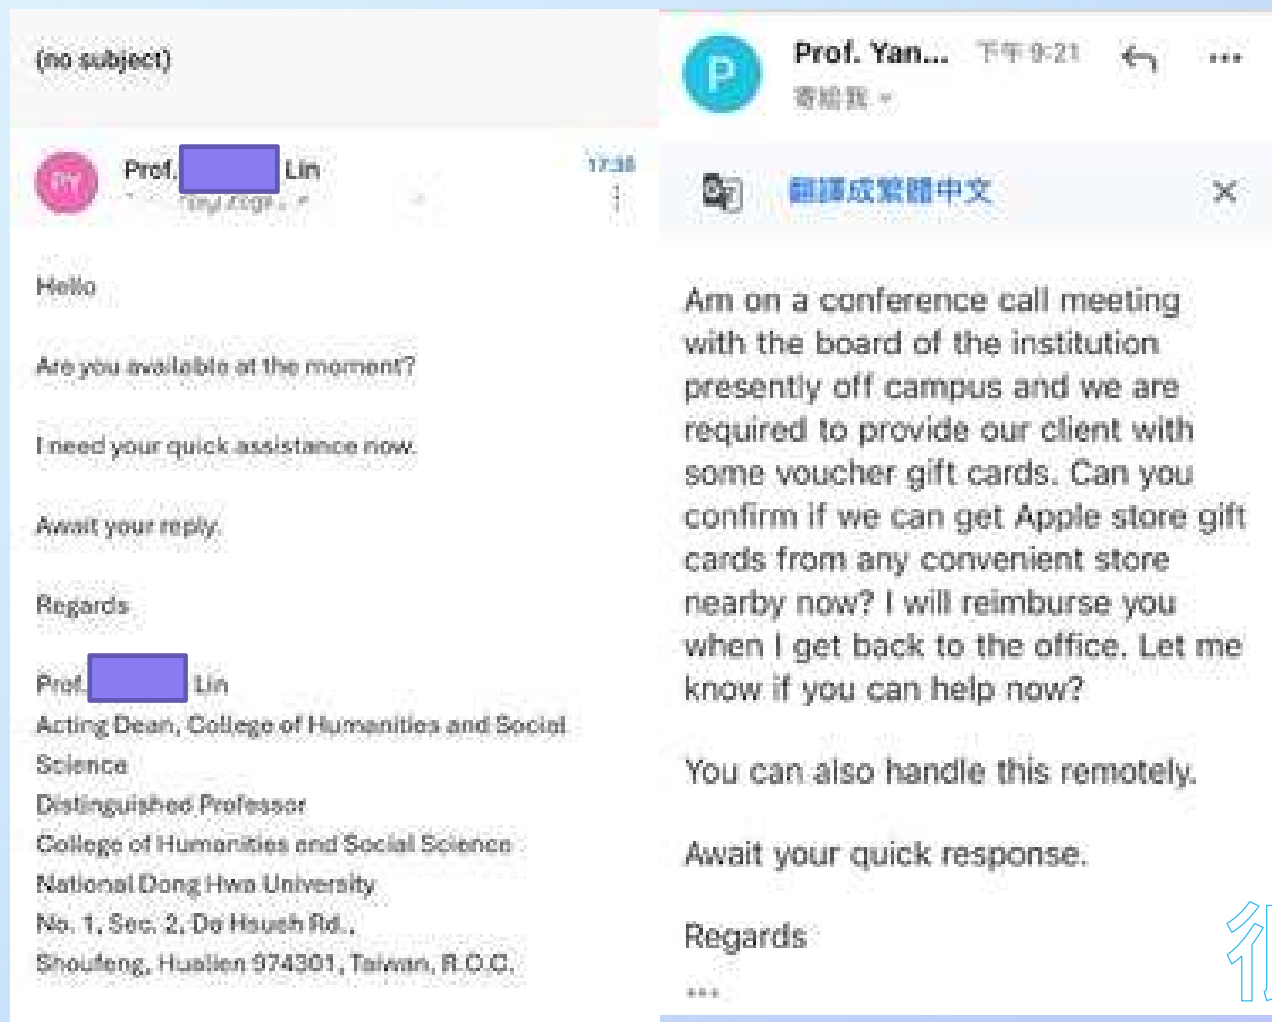 (no subject)
PY
Prof. Lin
17:38
Hello
Are you available at the moment?
I need your quick assistance now.
Await your reply.
Regards
Prof. Lin
Acting Dean, College of Humanities and Social
Science
Distinguished Professor
College of Humanities and Social Science
National Dong Hwa University
No. 1, Sec. 2, Da Hsueh Rd.,
Shoufeng, Hualien 974301, Taiwan, R.O.C.
P
Prof. Yan... 下午 9:21
寄給我
翻譯成繁體中文
Am on a conference call meeting
with the board of the institution
presently off campus and we are
required to provide our client with
some voucher gift cards. Can you
confirm if we can get Apple store gift
cards from any convenient store
nearby now? I will reimburse you
when I get back to the office. Let me
know if you can help now?
You can also handle this remotely.
Await your quick response.
Regards
...